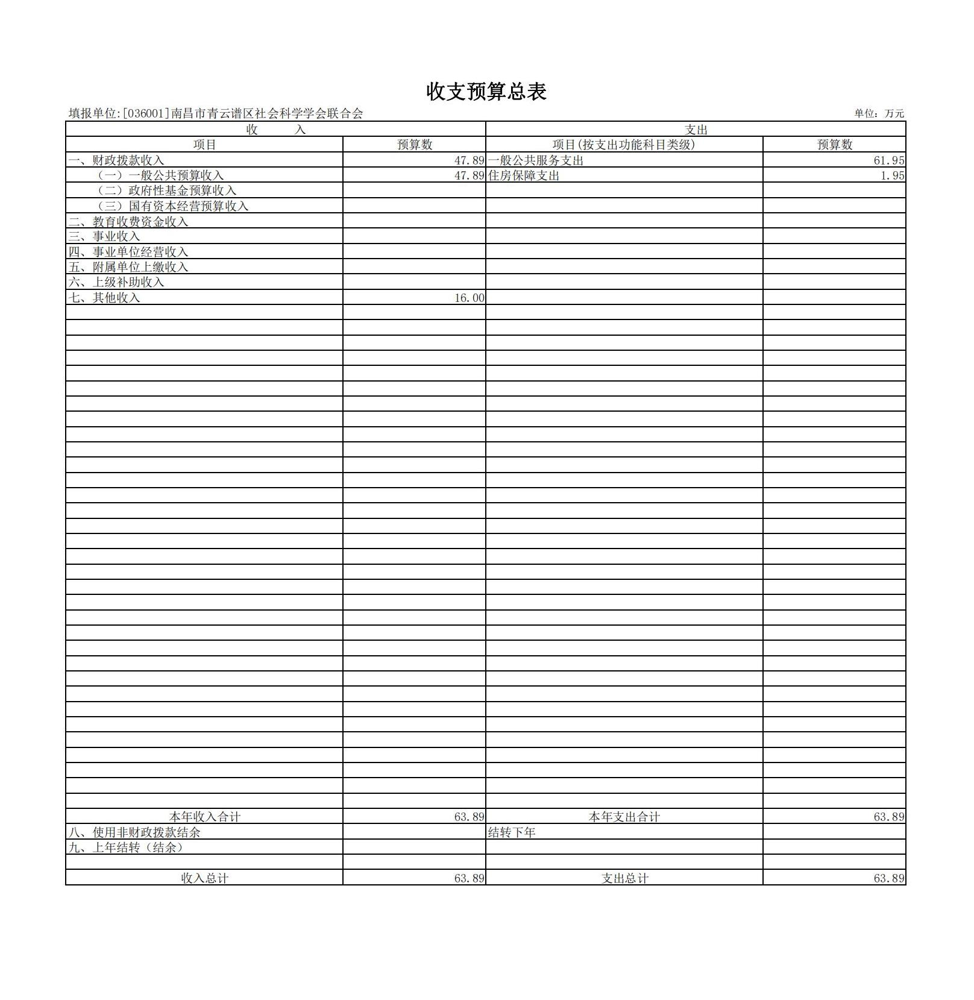 收支预算总表
填报单位:[036001]南昌市青云谱区社会科学学会联合会 单位：万元
收 入 支出
项目 预算数 项目(按支出功能科目类级) 预算数
一、财政拨款收入 47.89 一般公共服务支出 61.95
（一）一般公共预算收入 47.89 住房保障支出 1.95
（二）政府性基金预算收入
（三）国有资本经营预算收入
二、教育收费资金收入
三、事业收入
四、事业单位经营收入
五、附属单位上缴收入
六、上级补助收入
七、其他收入 16.00
本年收入合计 63.89 本年支出合计 63.89
八、使用非财政拨款结余 结转下年
九、上年结转（结余）
收入总计 63.89 支出总计 63.89